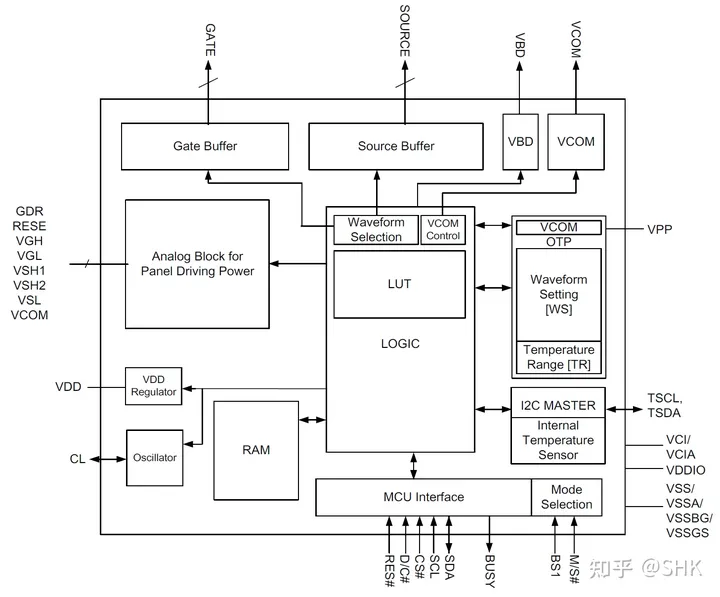 GATE
SOURCE
VBD
VCOM
Gate Buffer
Source Buffer
VBD
VCOM
GDR
RESE
VGH
VGL
VSH1
VSH2
VSL
VCOM
Analog Block for
Panel Driving Power
Waveform
Selection
VCOM
Control
LUT
LOGIC
VCOM
OTP
Waveform
Setting
[WS]
Temperature
Range [TR]
VPP
VDD
VDD
Regulator
CL
Oscillator
RAM
I2C MASTER
Internal
Temperature
Sensor
TSCL,
TSDA
VCI/
VCIA
VDDIO
VSS/
VSSA/
VSSBG/
VSSGS
MCU Interface
Mode
Selection
RES#
D/C#
CS#
SCL
SDA
BUSY
BS1
M/S#
知乎 @SHK